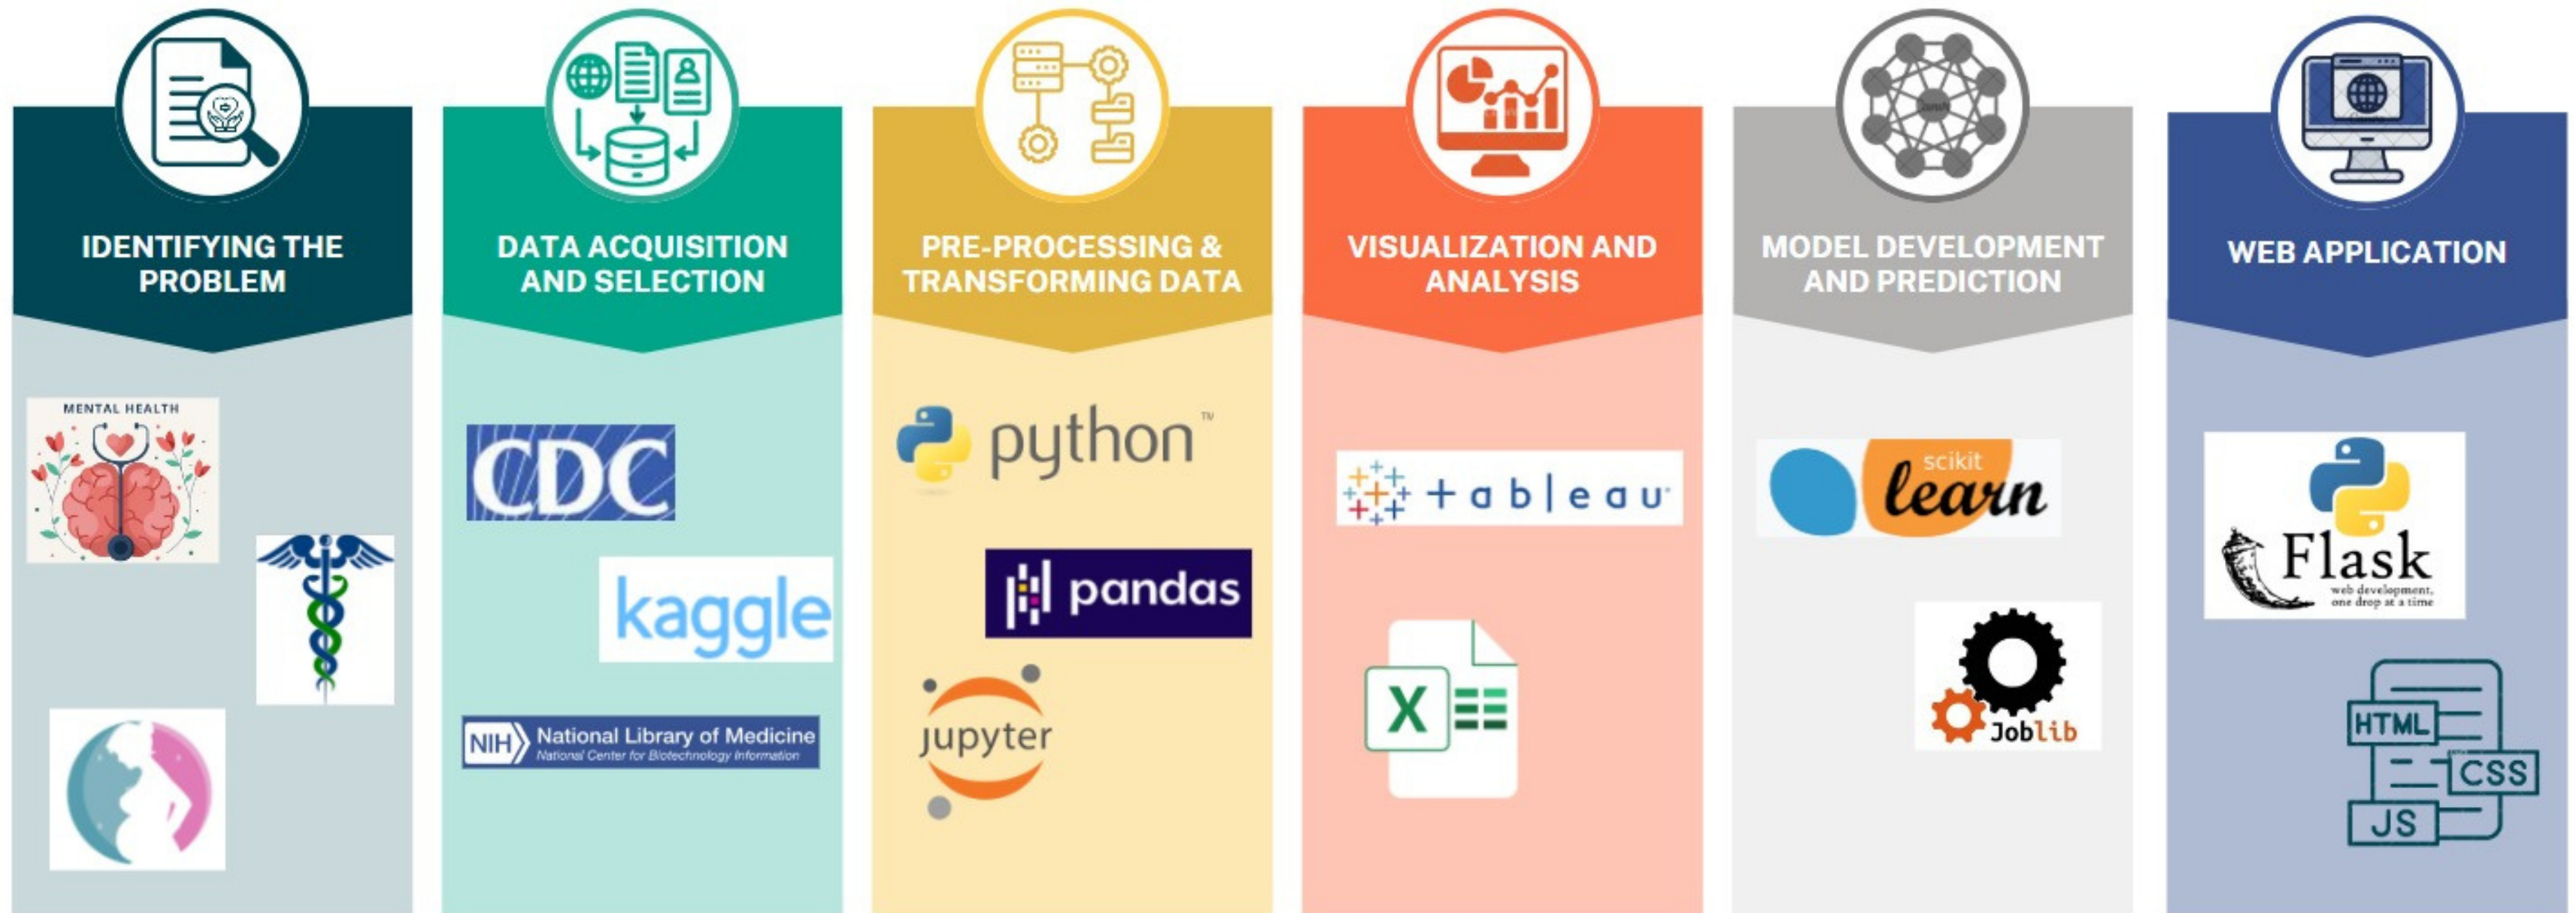 IDENTIFYING THE
PROBLEM
MENTAL HEALTH
DATA ACQUISITION
AND SELECTION
CDC
kaggle
NIH
National Library of Medicine
National Center for Biotechnology Information
PRE-PROCESSING &
TRANSFORMING DATA
python™
pandas
jupyter
VISUALIZATION AND
ANALYSIS
+ a b | e a u
X
MODEL DEVELOPMENT
AND PREDICTION
scikit
learn
Joblib
WEB APPLICATION
Flask
web development,
one drop at a time
HTML
CSS
JS